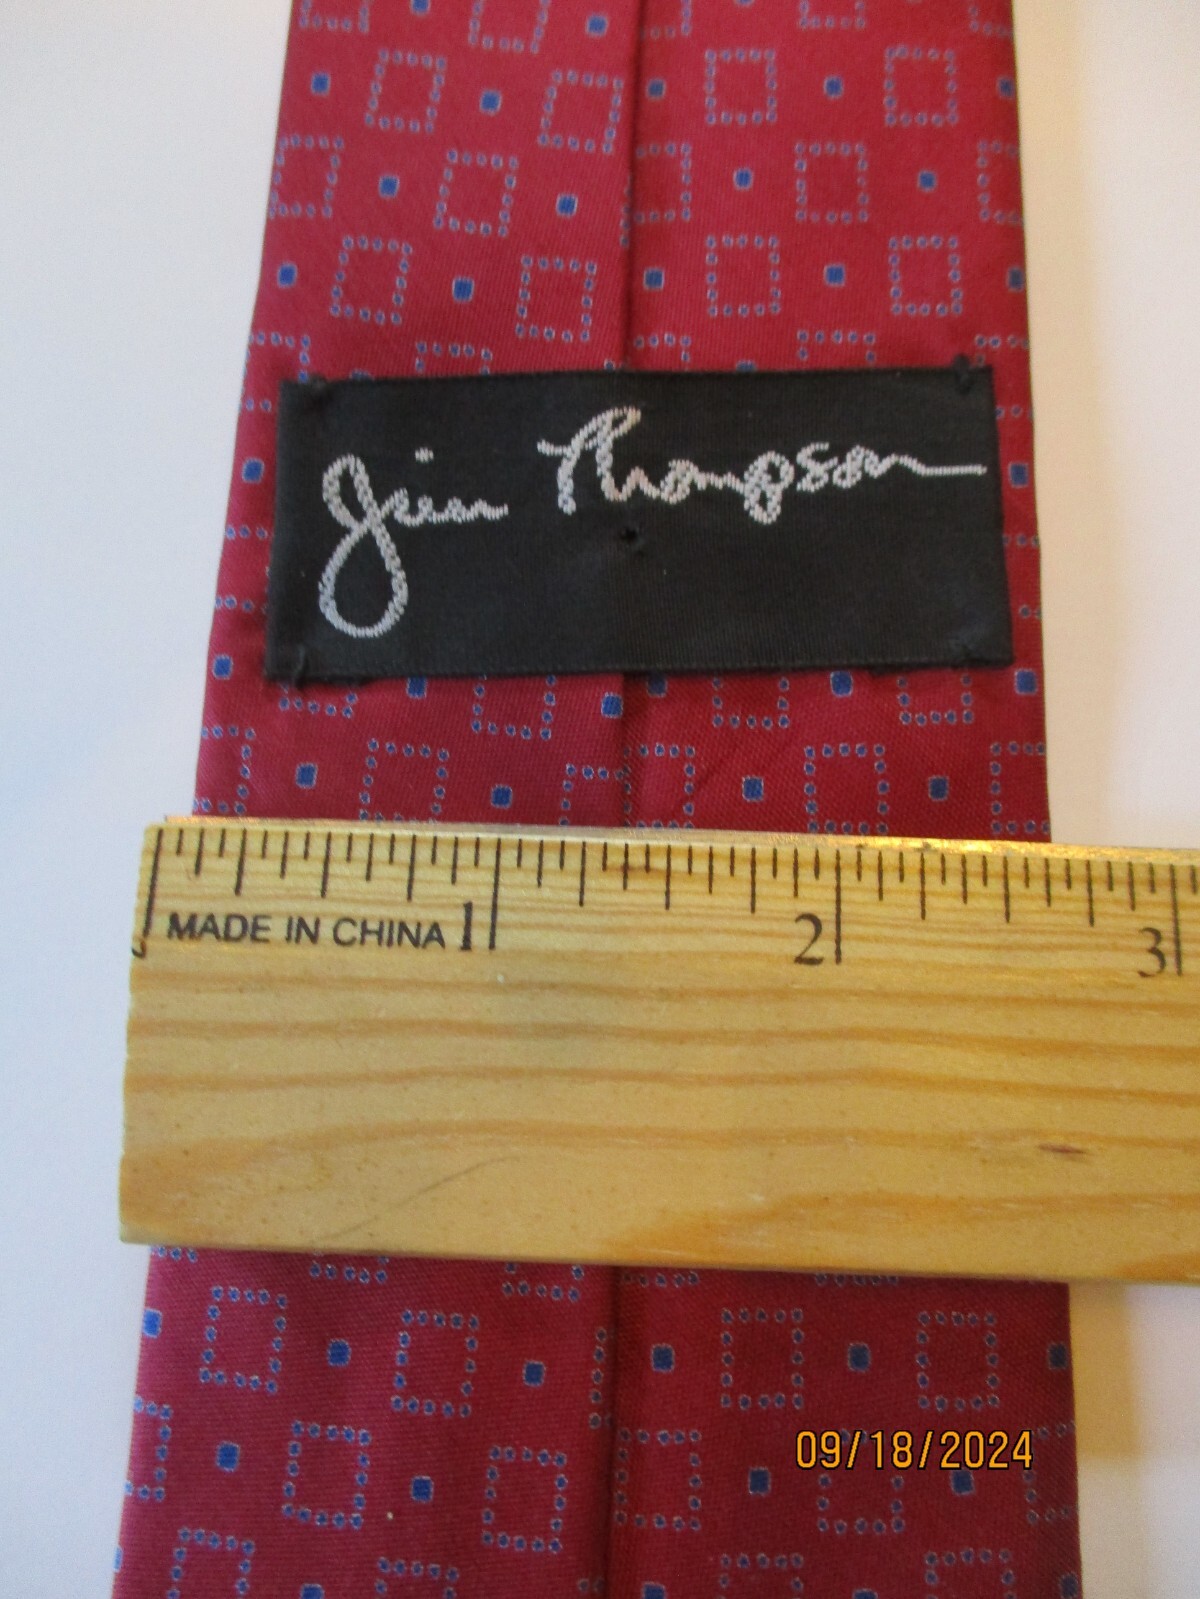 Jim Thompson
MADE IN CHINA 1 2 3
09/18/2024